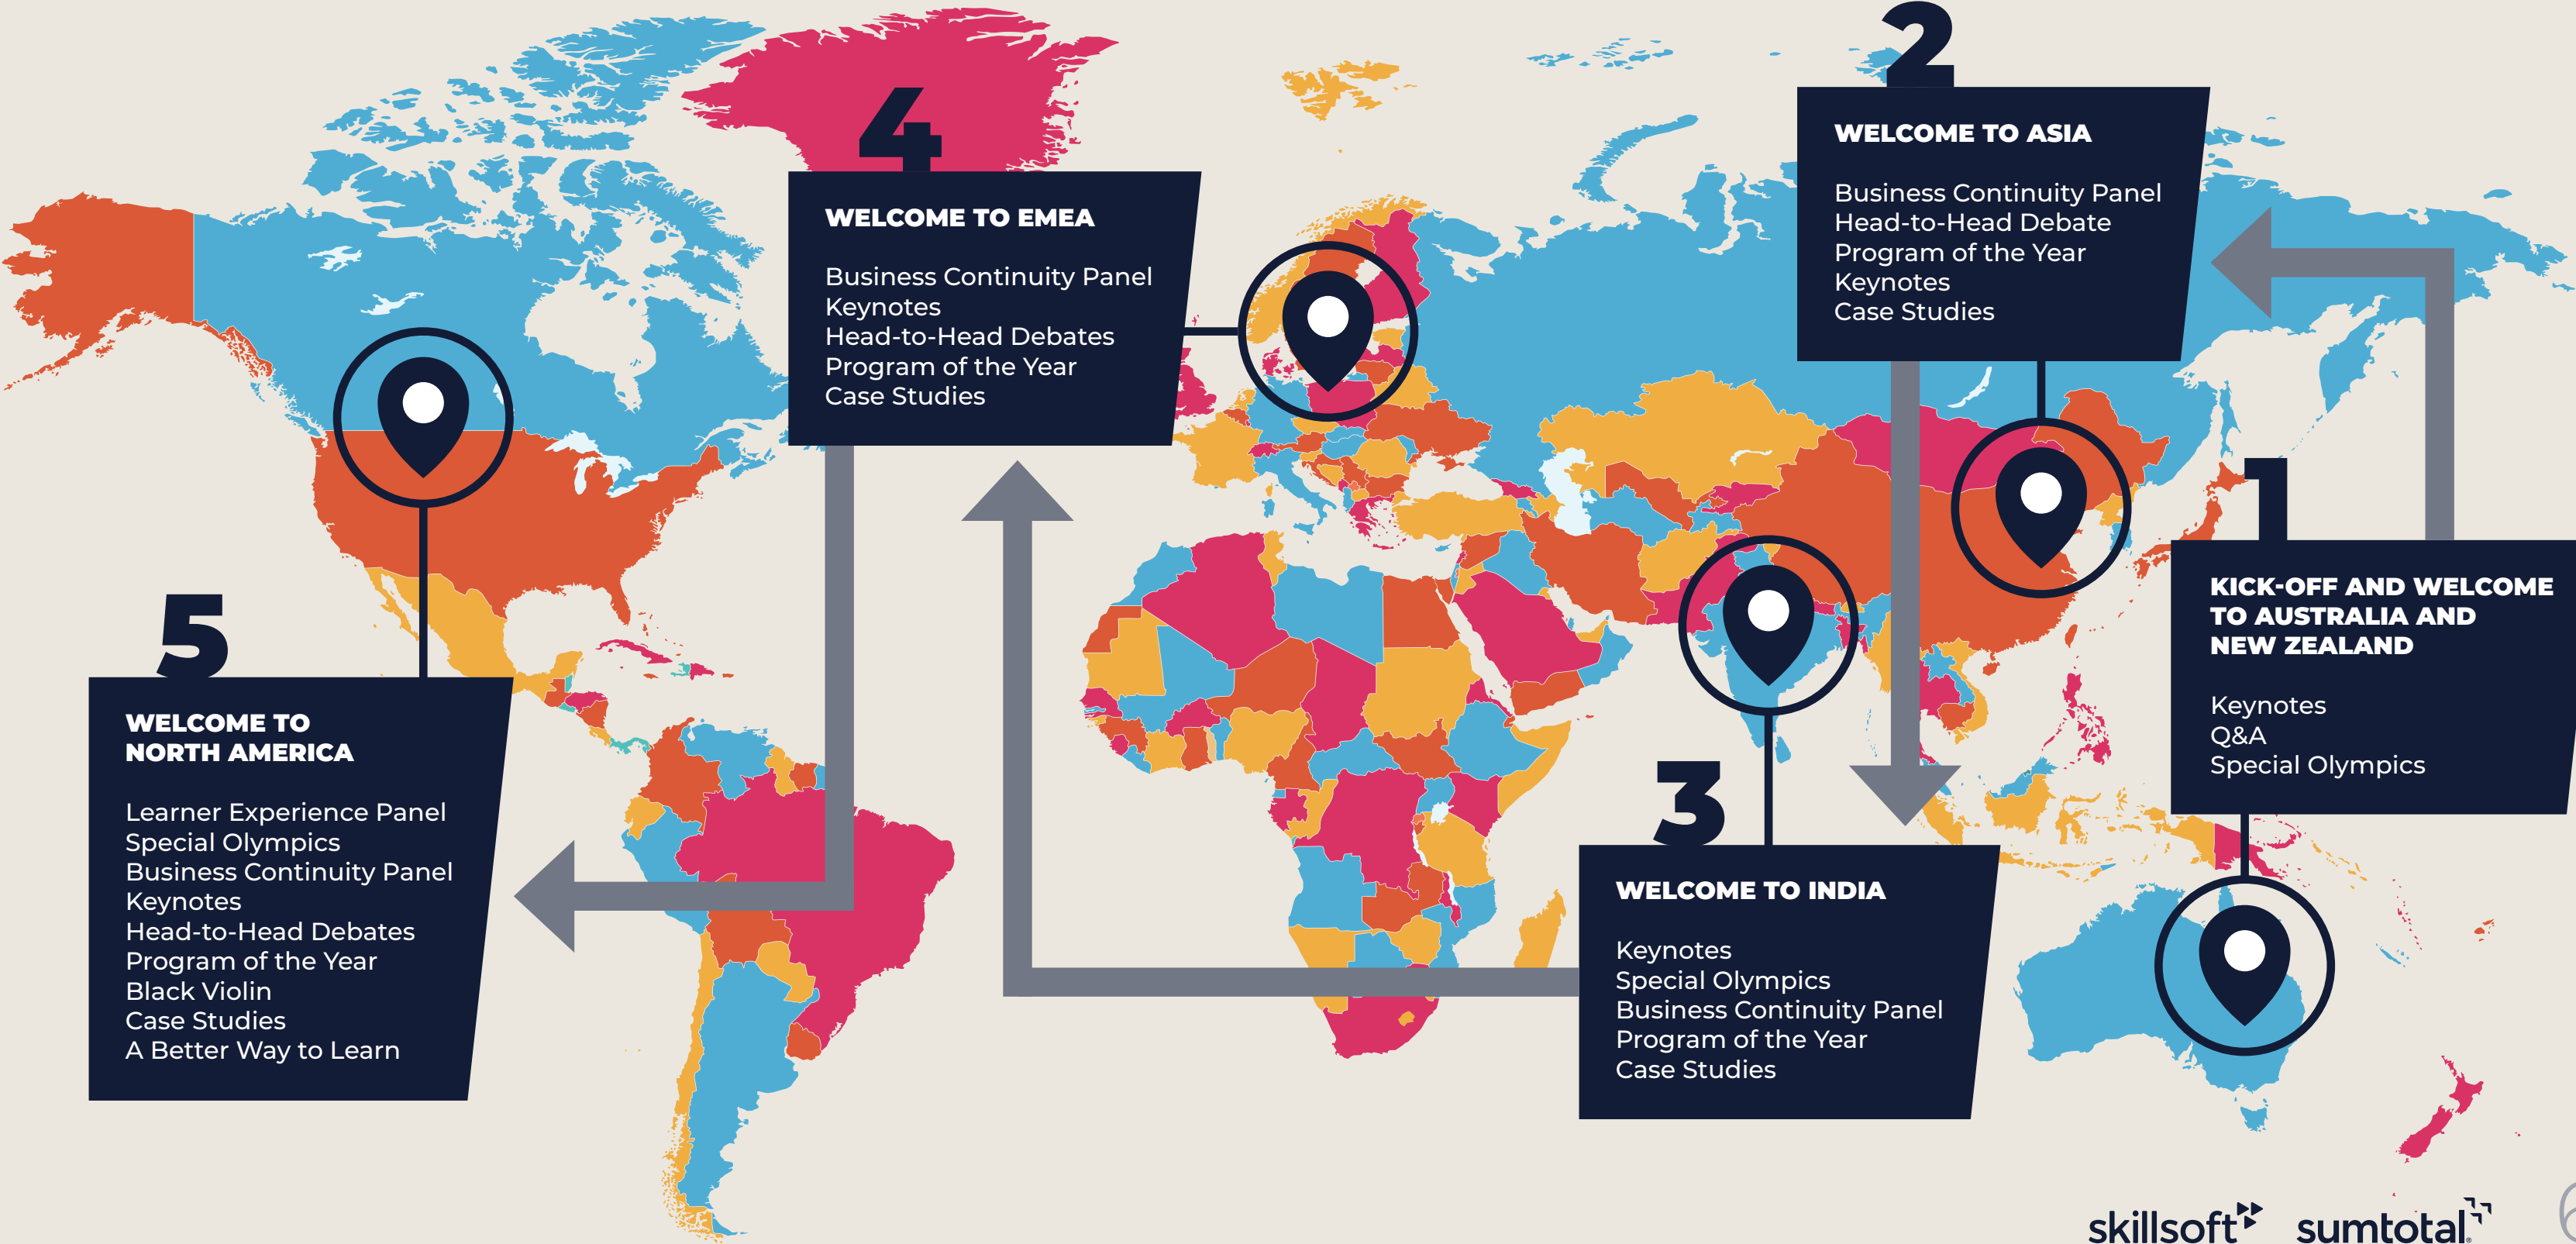 2
WELCOME TO ASIA
Business Continuity Panel
Head-to-Head Debate
Program of the Year
Keynotes
Case Studies
4
WELCOME TO EMEA
Business Continuity Panel
Keynotes
Head-to-Head Debates
Program of the Year
Case Studies
1
KICK-OFF AND WELCOME
TO AUSTRALIA AND
NEW ZEALAND
Keynotes
Q&A
Special Olympics
5
WELCOME TO
NORTH AMERICA
Learner Experience Panel
Special Olympics
Business Continuity Panel
Keynotes
Head-to-Head Debates
Program of the Year
Black Violin
Case Studies
A Better Way to Learn
3
WELCOME TO INDIA
Keynotes
Special Olympics
Business Continuity Panel
Program of the Year
Case Studies
skillsoft
sumtotal®